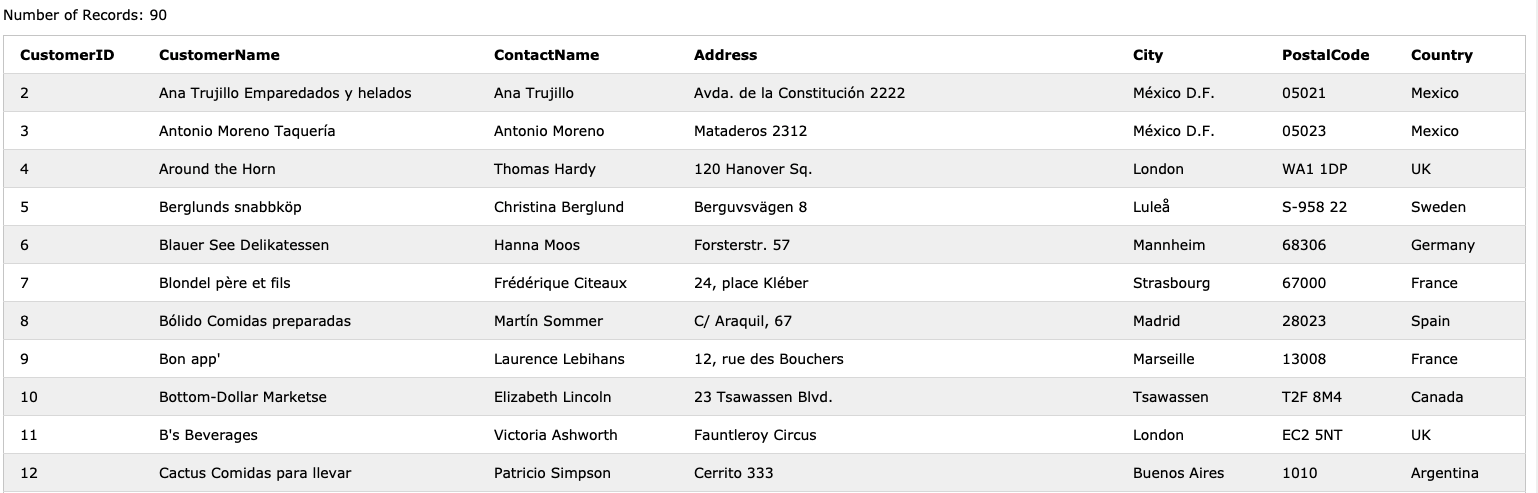 Number of Records: 90
CustomerID CustomerName ContactName Address City PostalCode Country
2 Ana Trujillo Emparedados y helados Ana Trujillo Avda. de la Constitución 2222 México D.F. 05021 Mexico
3 Antonio Moreno Taquería Antonio Moreno Mataderos 2312 México D.F. 05023 Mexico
4 Around the Horn Thomas Hardy 120 Hanover Sq. London WA1 1DP UK
5 Berglunds snabbköp Christina Berglund Berguvsvägen 8 Luleå S-958 22 Sweden
6 Blauer See Delikatessen Hanna Moos Forsterstr. 57 Mannheim 68306 Germany
7 Blondel père et fils Frédérique Citeaux 24, place Kléber Strasbourg 67000 France
8 Bólido Comidas preparadas Martín Sommer C/ Araquil, 67 Madrid 28023 Spain
9 Bon app' Laurence Lebihans 12, rue des Bouchers Marseille 13008 France
10 Bottom-Dollar Marketse Elizabeth Lincoln 23 Tsawassen Blvd. Tsawassen T2F 8M4 Canada
11 B's Beverages Victoria Ashworth Fauntleroy Circus London EC2 5NT UK
12 Cactus Comidas para llevar Patricio Simpson Cerrito 333 Buenos Aires 1010 Argentina